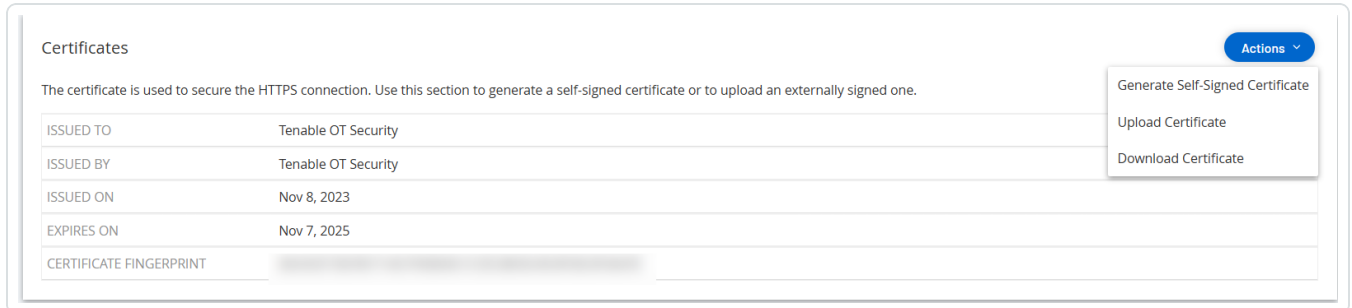 Certificates
Actions
Generate Self-Signed Certificate
Upload Certificate
Download Certificate
The certificate is used to secure the HTTPS connection. Use this section to generate a self-signed certificate or to upload an externally signed one.
ISSUED TO Tenable OT Security
ISSUED BY Tenable OT Security
ISSUED ON Nov 8, 2023
EXPIRES ON Nov 7, 2025
CERTIFICATE FINGERPRINT